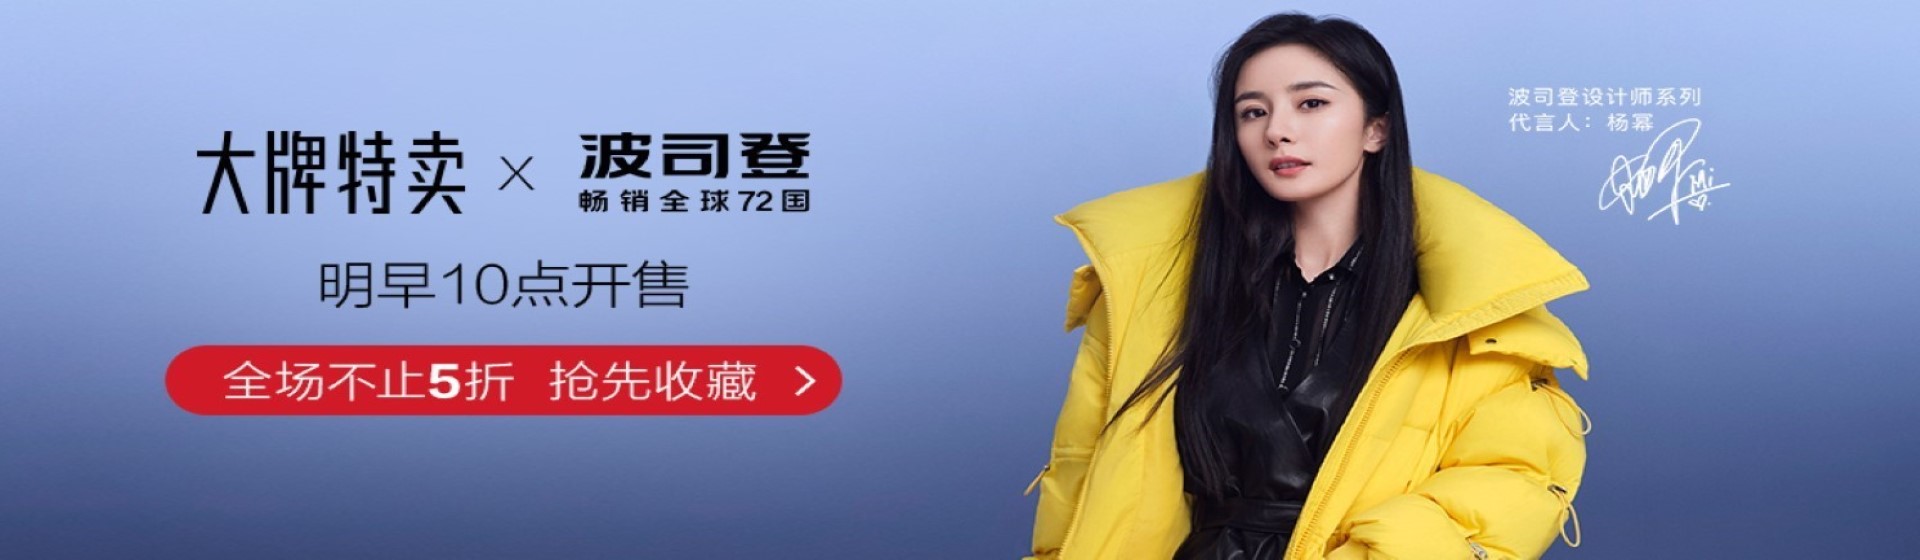 大牌特卖 × 波司登
畅销全球72国
明早10点开售
全场不止5折 抢先收藏 >
波司登设计师系列
代言人：杨幂
Mi